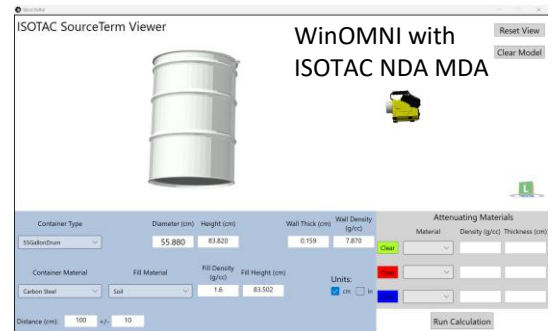 ISOTAC SourceTerm Viewer
WinOMNI with
ISOTAC NDA MDA
Reset View
Clear Model
L
Container Type
Diameter (cm) Height (cm) Wall Thick (cm) Wall Density (g/cc)
55GallonDrum 55.880 83.820 0.159 7.870
Container Material Fill Material Fill Density (g/cc) Fill Height (cm) Units:
Carbon Steel Soil 1.6 83.502 cm in
Distance (cm): 100 +/- 10
Attenuating Materials
Material Density (g/cc) Thickness (cm)
Clear
Run Calculation